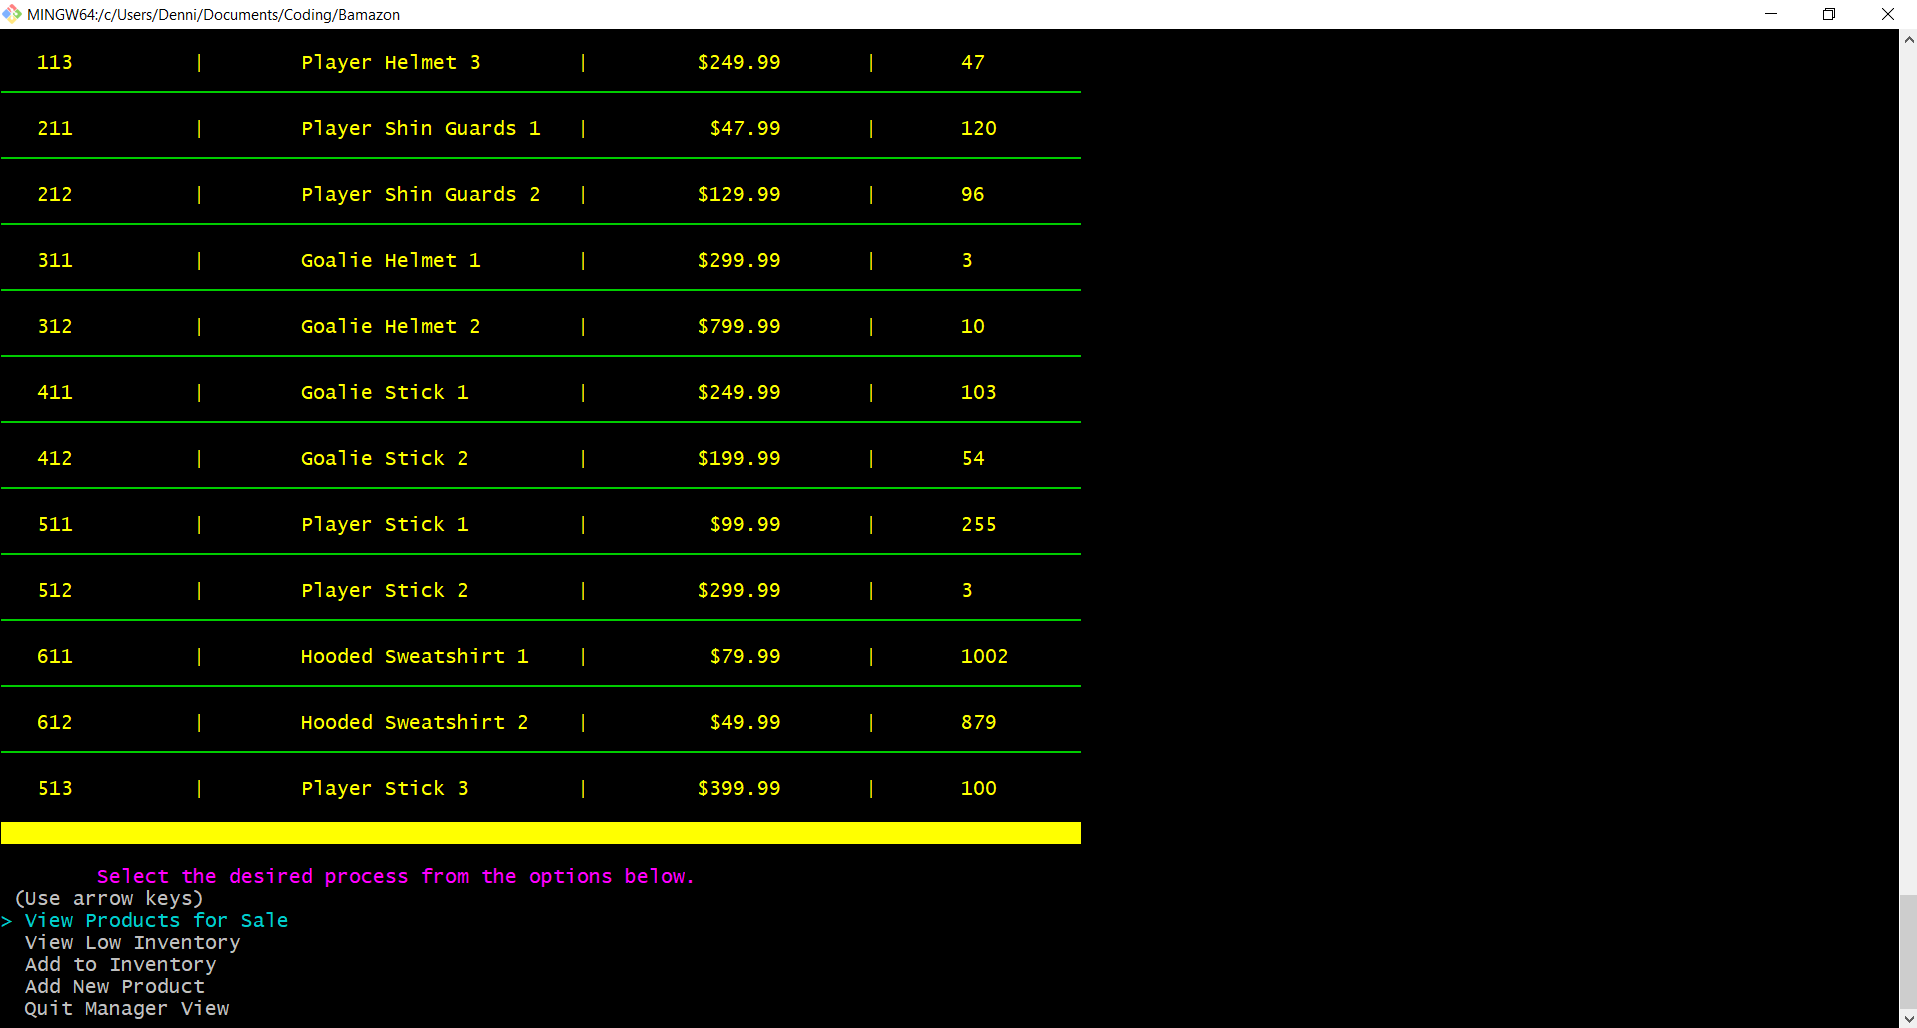 MINGW64:/c/Users/Denni/Documents/Coding/Bamazon
113 | Player Helmet 3 | $249.99 | 47
211 | Player Shin Guards 1 | $47.99 | 120
212 | Player Shin Guards 2 | $129.99 | 96
311 | Goalie Helmet 1 | $299.99 | 3
312 | Goalie Helmet 2 | $799.99 | 10
411 | Goalie Stick 1 | $249.99 | 103
412 | Goalie Stick 2 | $199.99 | 54
511 | Player Stick 1 | $99.99 | 255
512 | Player Stick 2 | $299.99 | 3
611 | Hooded Sweatshirt 1 | $79.99 | 1002
612 | Hooded Sweatshirt 2 | $49.99 | 879
513 | Player Stick 3 | $399.99 | 100
Select the desired process from the options below.
(Use arrow keys)
> View Products for Sale
View Low Inventory
Add to Inventory
Add New Product
Quit Manager View